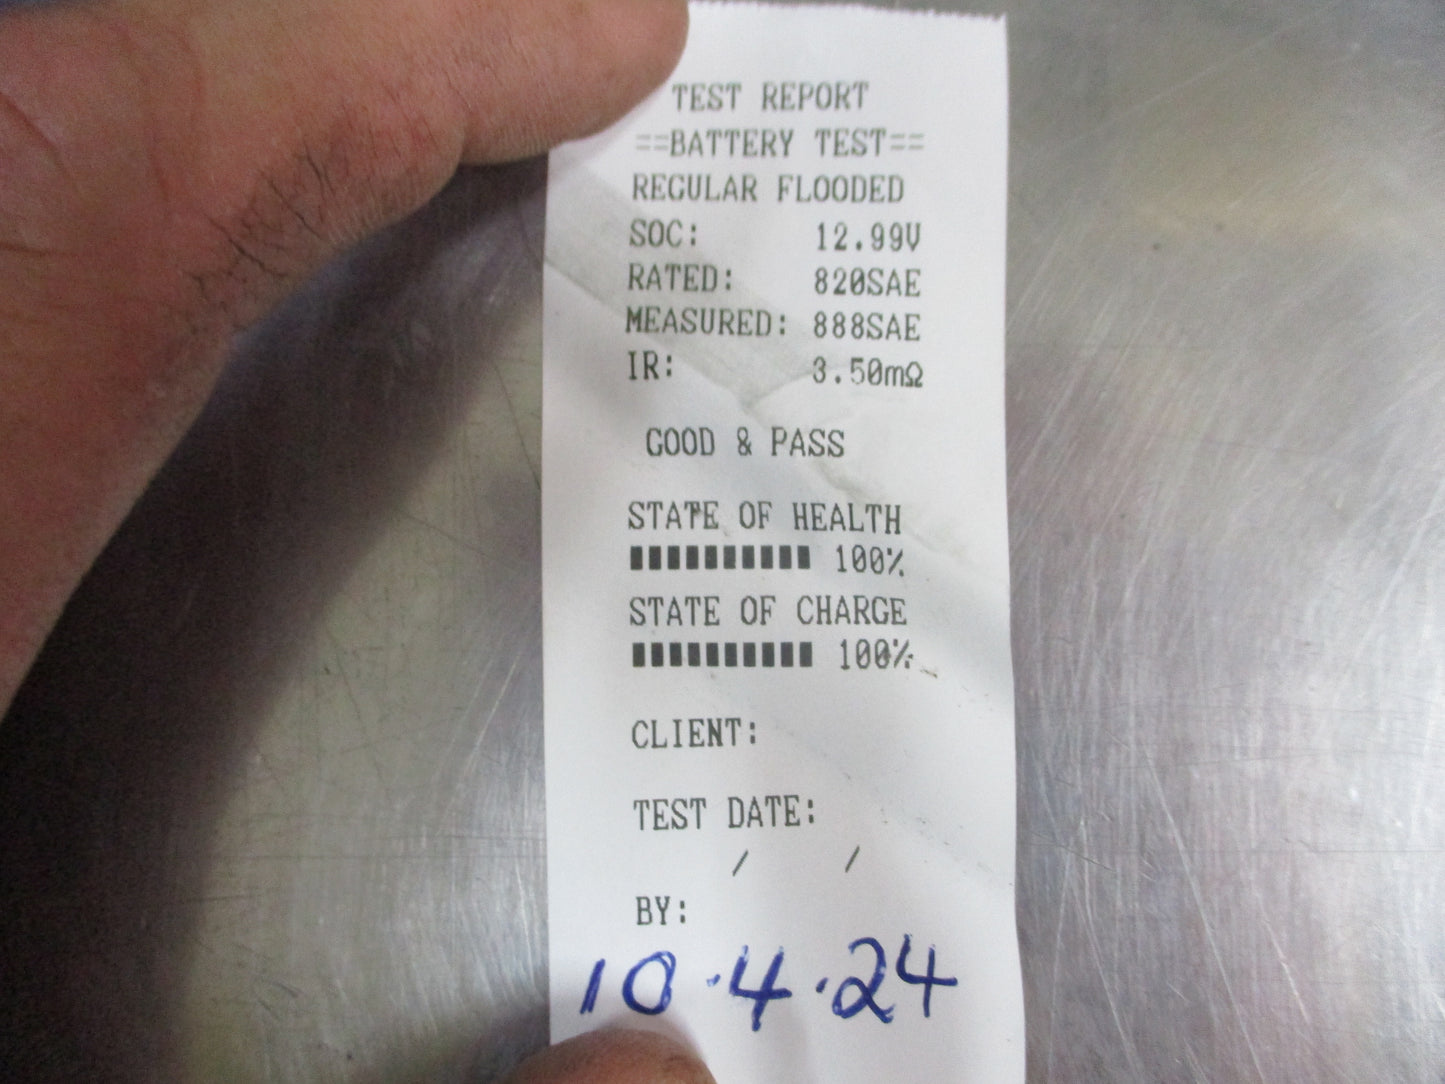 TEST REPORT
==BATTERY TEST==
REGULAR FLOODED
SOC: 12.99V
RATED: 820SAE
MEASURED: 888SAE
IR: 3.50mΩ
GOOD & PASS
STATE OF HEALTH
▮▮▮▮▮▮▮▮▮▮ 100%
STATE OF CHARGE
▮▮▮▮▮▮▮▮▮▮ 100%
CLIENT:
TEST DATE:
/ /
BY:
10.4.24